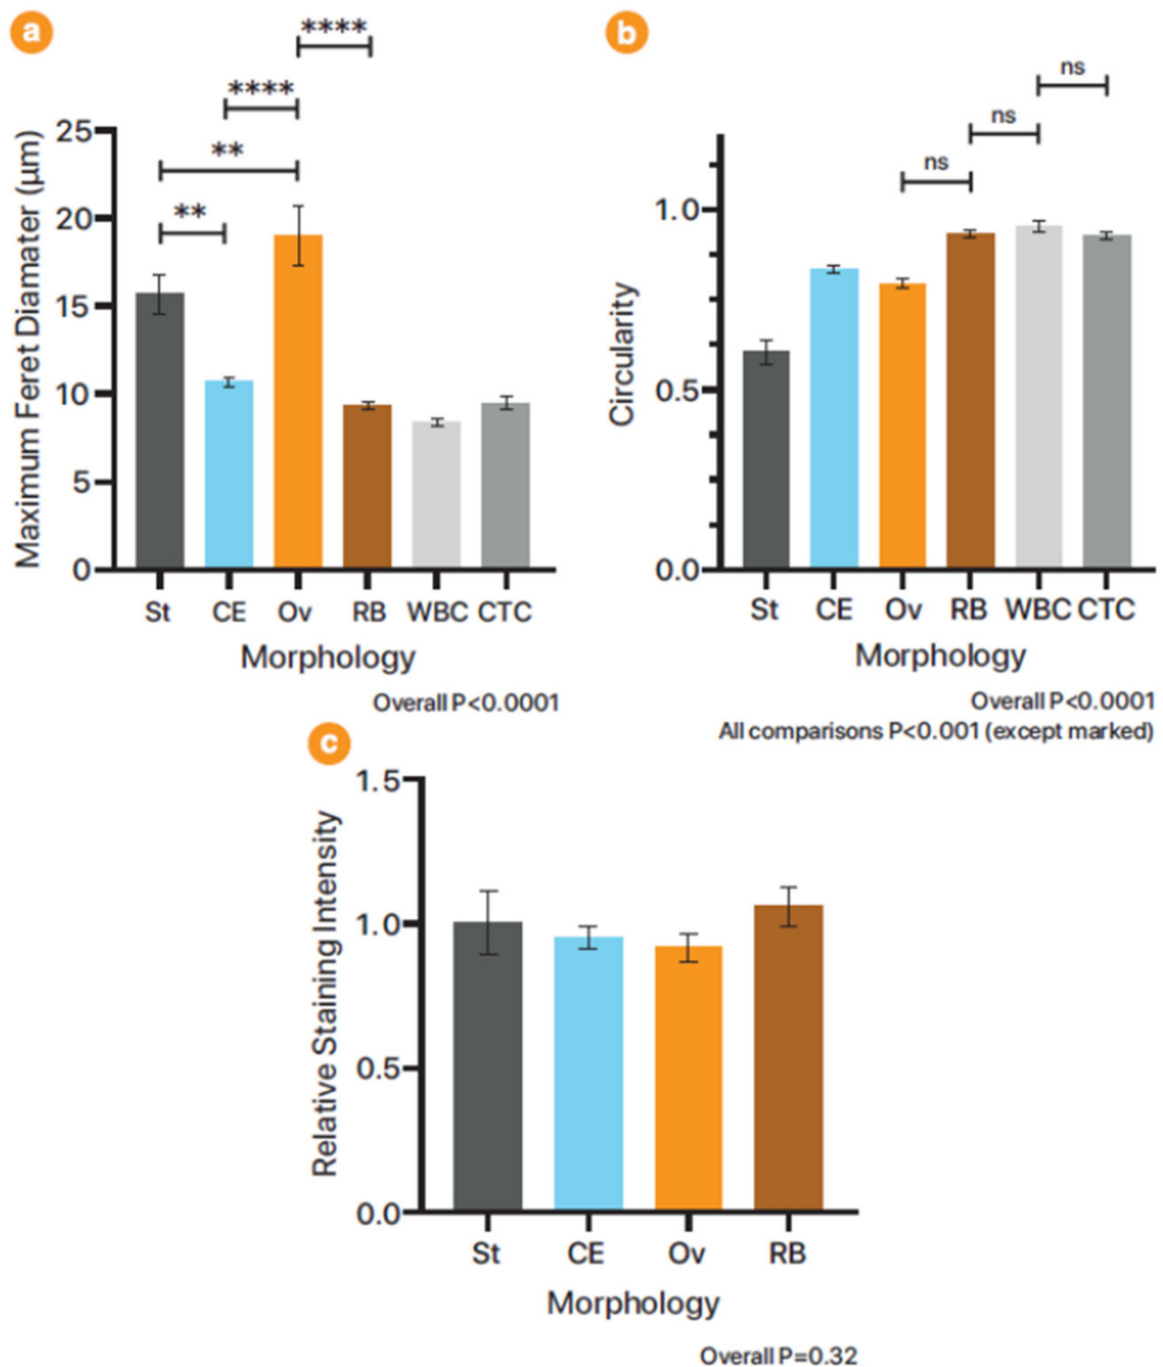 a
****
****
**
**
Maximum Feret Diamater (µm)
25
20
15
10
5
0
St CE Ov RB WBC CTC
Morphology
Overall P<0.0001
b
ns
ns
ns
Circularity
1.0
0.5
0.0
St CE Ov RB WBC CTC
Morphology
Overall P<0.0001
All comparisons P<0.001 (except marked)
c
Relative Staining Intensity
1.5
1.0
0.5
0.0
St CE Ov RB
Morphology
Overall P=0.32